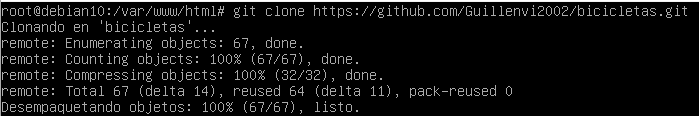 root@debian10:/var/www/html# git clone https://github.com/Guillenvi2002/bicicletas.git
Clonando en 'bicicletas'...
remote: Enumerating objects: 67, done.
remote: Counting objects: 100% (67/67), done.
remote: Compressing objects: 100% (32/32), done.
remote: Total 67 (delta 14), reused 64 (delta 11), pack-reused 0
Desempaquetando objetos: 100% (67/67), listo.